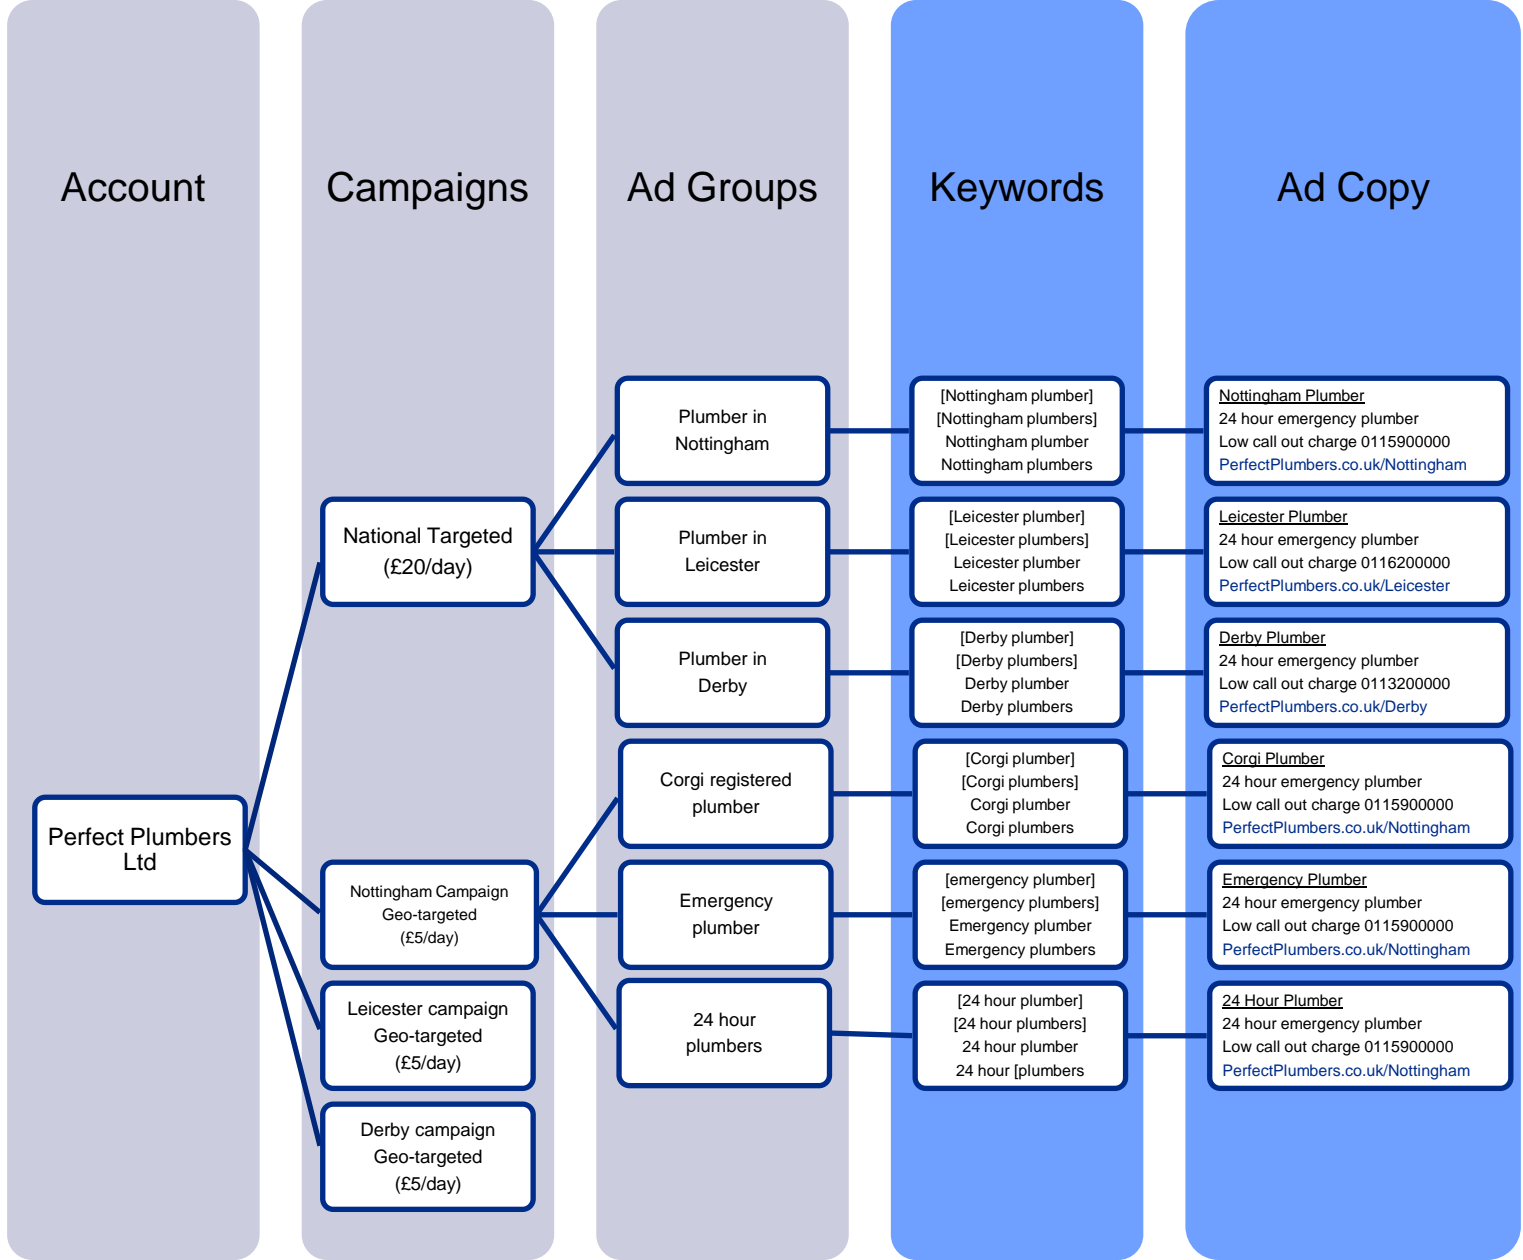 Account
Campaigns
Ad Groups
Keywords
Ad Copy
Perfect Plumbers
Ltd
National Targeted
(£20/day)
Nottingham Campaign
Geo-targeted
(£5/day)
Leicester campaign
Geo-targeted
(£5/day)
Derby campaign
Geo-targeted
(£5/day)
Plumber in
Nottingham
Plumber in
Leicester
Plumber in
Derby
Corgi registered
plumber
Emergency
plumber
24 hour
plumbers
[Nottingham plumber]
[Nottingham plumbers]
Nottingham plumber
Nottingham plumbers
[Leicester plumber]
[Leicester plumbers]
Leicester plumber
Leicester plumbers
[Derby plumber]
[Derby plumbers]
Derby plumber
Derby plumbers
[Corgi plumber]
[Corgi plumbers]
Corgi plumber
Corgi plumbers
[emergency plumber]
[emergency plumbers]
Emergency plumber
Emergency plumbers
[24 hour plumber]
[24 hour plumbers]
24 hour plumber
24 hour [plumbers
Nottingham Plumber
24 hour emergency plumber
Low call out charge 0115900000
PerfectPlumbers.co.uk/Nottingham
Leicester Plumber
24 hour emergency plumber
Low call out charge 0116200000
PerfectPlumbers.co.uk/Leicester
Derby Plumber
24 hour emergency plumber
Low call out charge 0113200000
PerfectPlumbers.co.uk/Derby
Corgi Plumber
24 hour emergency plumber
Low call out charge 0115900000
PerfectPlumbers.co.uk/Nottingham
Emergency Plumber
24 hour emergency plumber
Low call out charge 0115900000
PerfectPlumbers.co.uk/Nottingham
24 Hour Plumber
24 hour emergency plumber
Low call out charge 0115900000
PerfectPlumbers.co.uk/Nottingham